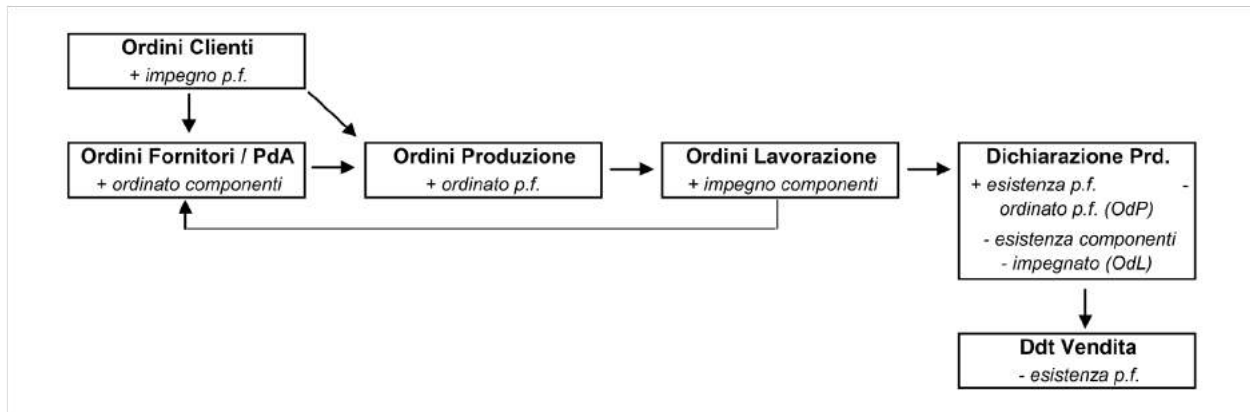 Ordini Clienti
+ impegno p.f.
Ordini Fornitori / PdA
+ ordinato componenti
Ordini Produzione
+ ordinato p.f.
Ordini Lavorazione
+ impegno componenti
Dichiarazione Prd.
+ esistenza p.f. -
ordinato p.f. (OdP)
- esistenza componenti
- impegnato (OdL)
Ddt Vendita
- esistenza p.f.